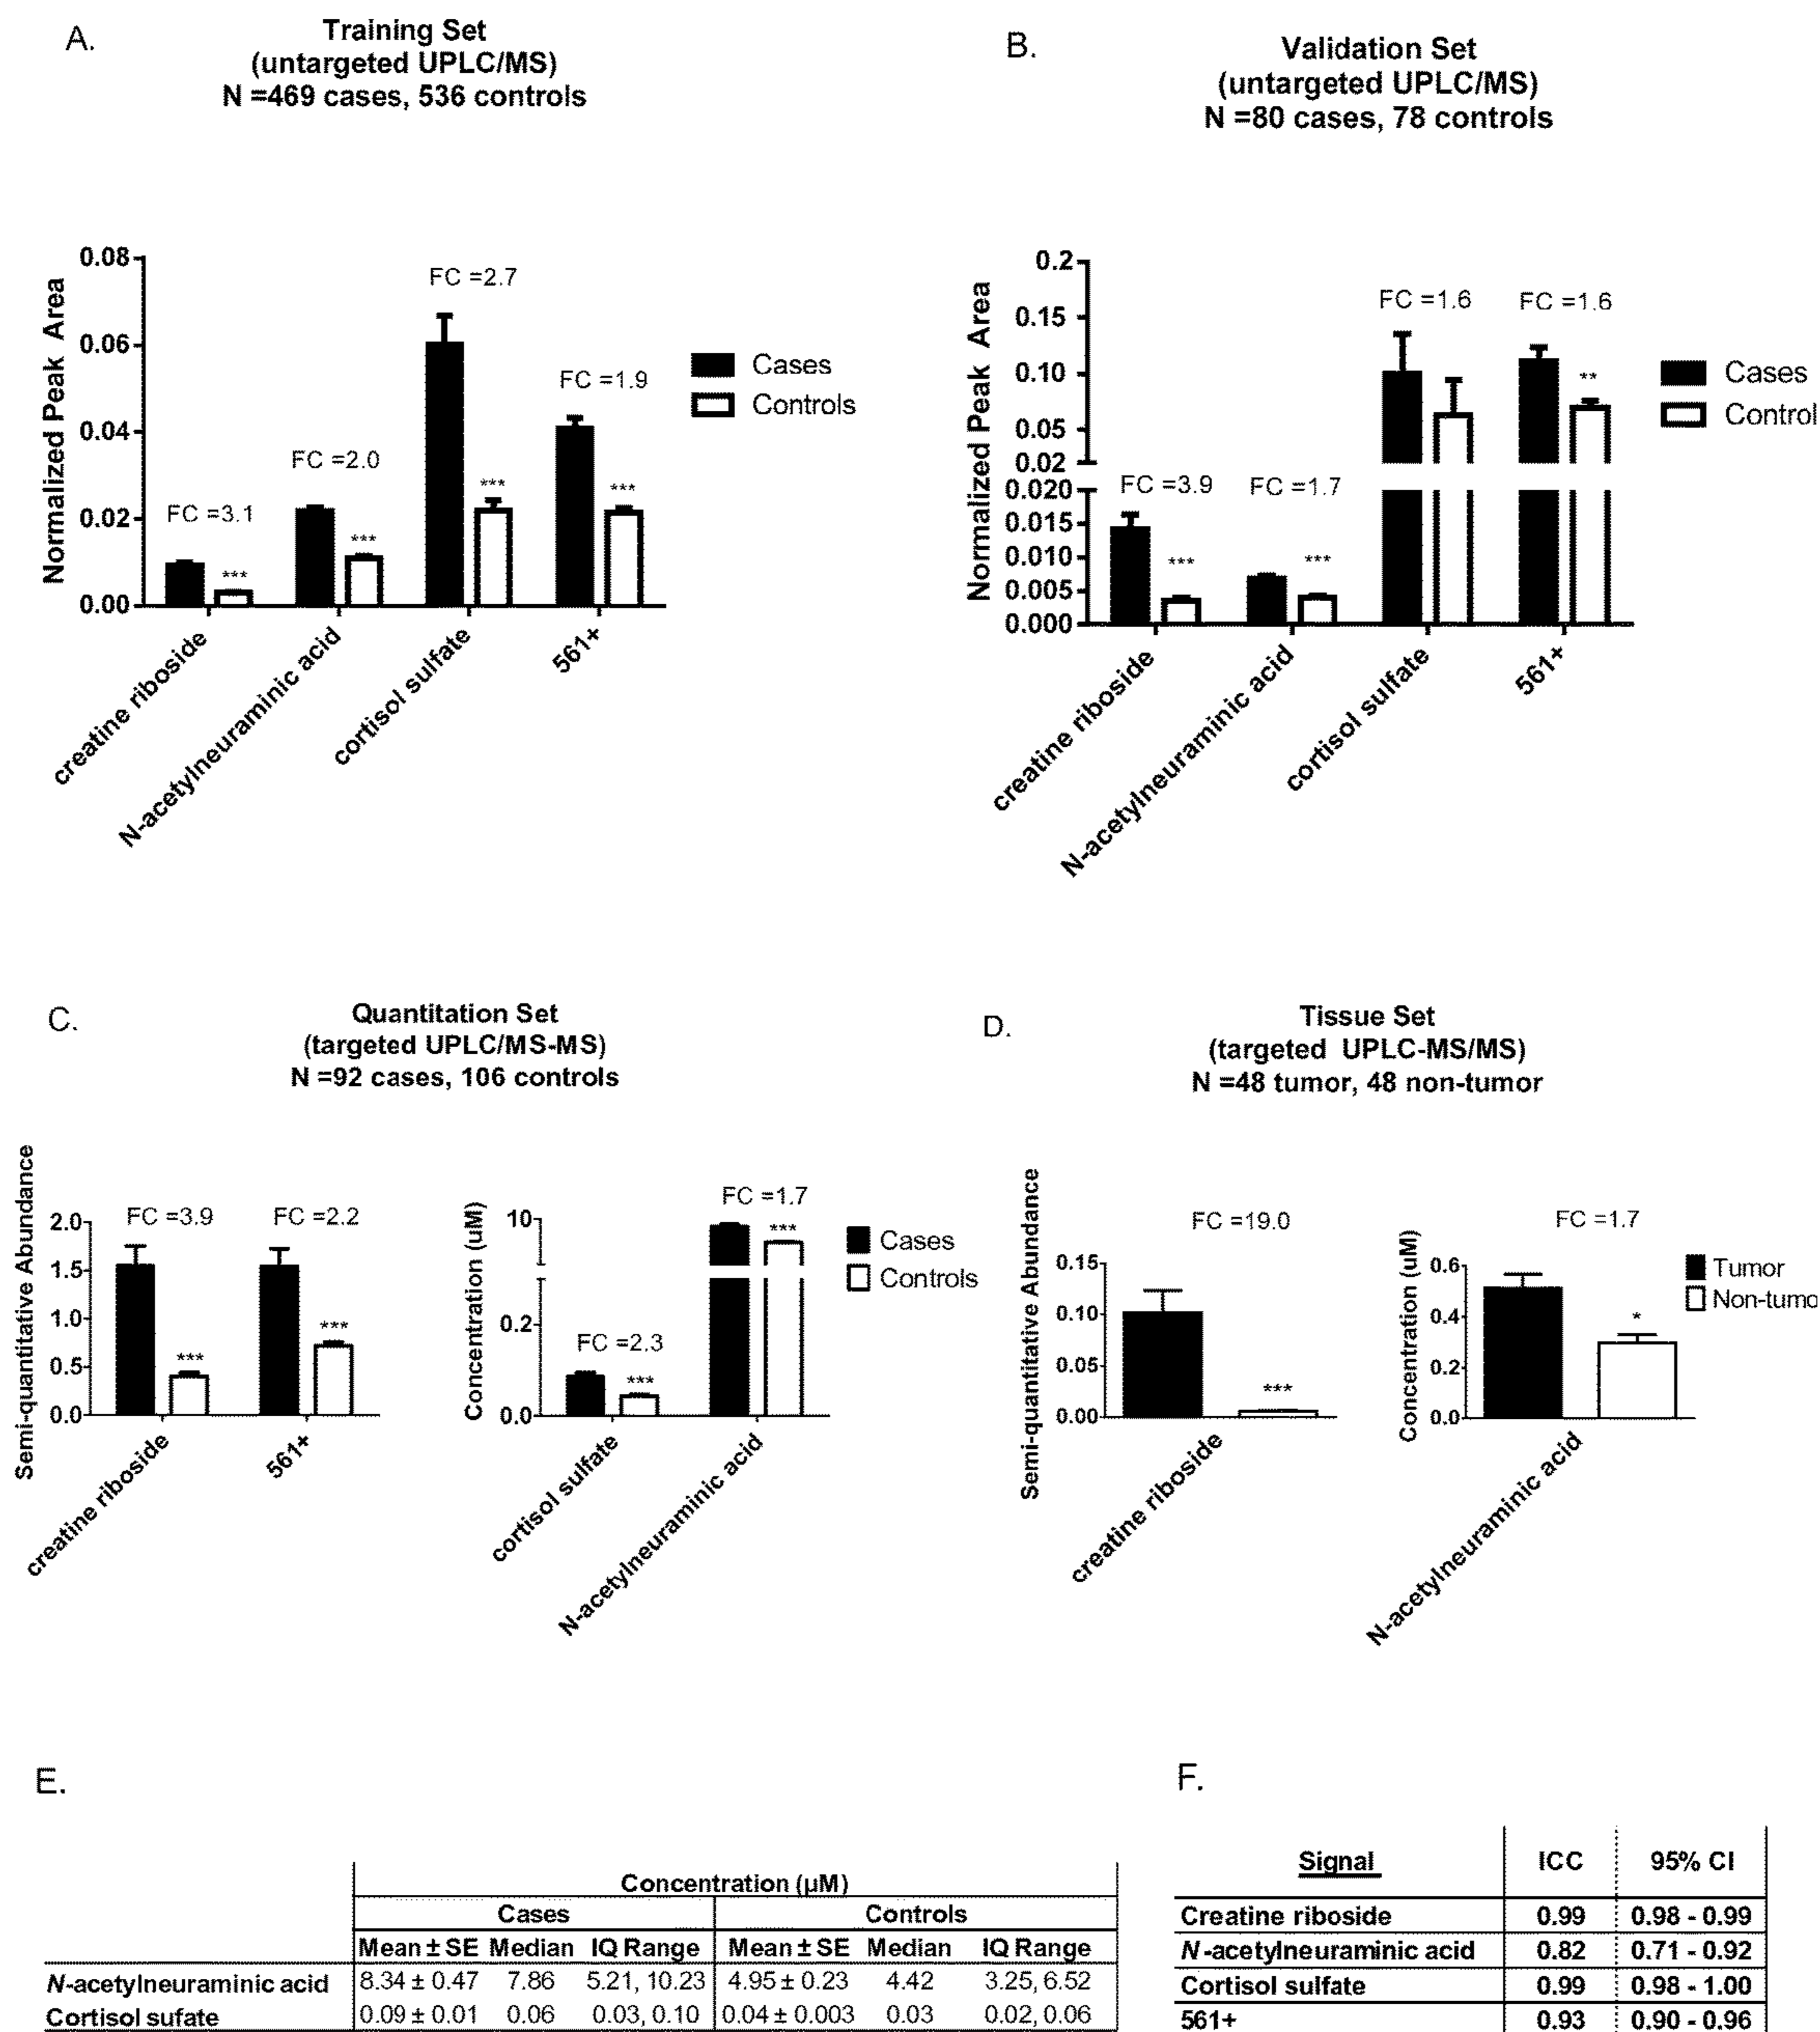 A.
Training Set
(untargeted UPLC/MS)
N =469 cases, 536 controls
Normalized Peak Area
0.08
0.06
0.04
0.02
0.00
FC =3.1
***
FC =2.0
***
FC =2.7
***
FC =1.9
***
Cases
Controls
creatine riboside
N-acetylneuraminic acid
cortisol sulfate
561+
B.
Validation Set
(untargeted UPLC/MS)
N =80 cases, 78 controls
Normalized Peak Area
0.2
0.15
0.10
0.05
0.02
0.020
0.015
0.010
0.005
0.000
FC =3.9
***
FC =1.7
***
FC =1.6
FC =1.6
**
Cases
Control
creatine riboside
N-acetylneuraminic acid
cortisol sulfate
561+
C.
Quantitation Set
(targeted UPLC/MS-MS)
N =92 cases, 106 controls
Semi-quantitative Abundance
2.0
1.5
1.0
0.5
0.0
FC =3.9
***
FC =2.2
***
creatine riboside
561+
Concentration (uM)
10
0.2
0.0
FC =2.3
***
FC =1.7
***
Cases
Controls
cortisol sulfate
N-acetylneuraminic acid
D.
Tissue Set
(targeted UPLC-MS/MS)
N =48 tumor, 48 non-tumor
Semi-quantitative Abundance
0.15
0.10
0.05
0.00
FC =19.0
***
creatine riboside
Concentration (uM)
0.6
0.4
0.2
0.0
FC =1.7
*
Tumor
Non-tumo
N-acetylneuraminic acid
E.
Concentration (µM)
Cases Controls
Mean ± SE Median IQ Range Mean ± SE Median IQ Range
N-acetylneuraminic acid 8.34 ± 0.47 7.86 5.21, 10.23 4.95 ± 0.23 4.42 3.25, 6.52
Cortisol sufate 0.09 ± 0.01 0.06 0.03, 0.10 0.04 ± 0.003 0.03 0.02, 0.06
F.
Signal ICC 95% CI
Creatine riboside 0.99 0.98 - 0.99
N-acetylneuraminic acid 0.82 0.71 - 0.92
Cortisol sulfate 0.99 0.98 - 1.00
561+ 0.93 0.90 - 0.96